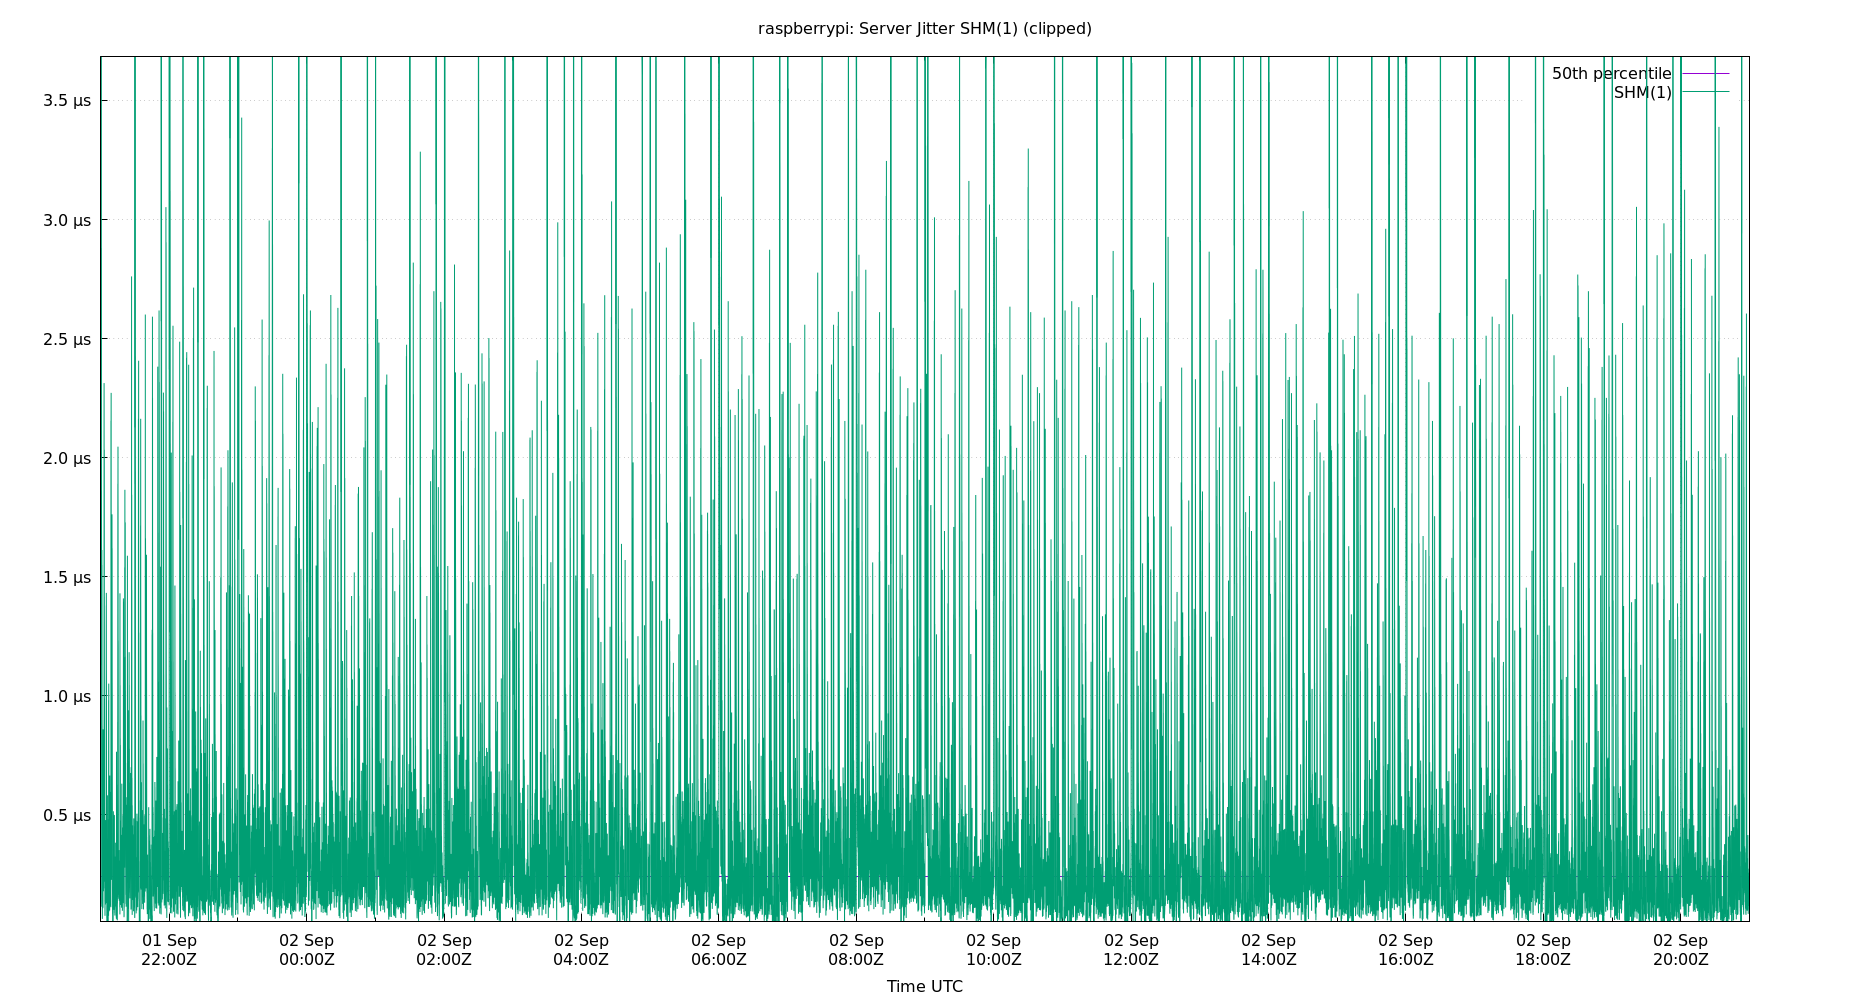 raspberrypi: Server Jitter SHM(1) (clipped)
50th percentile
SHM(1)
3.5 µs
3.0 µs
2.5 µs
2.0 µs
1.5 µs
1.0 µs
0.5 µs
01 Sep 02 Sep 02 Sep 02 Sep 02 Sep 02 Sep 02 Sep 02 Sep 02 Sep 02 Sep 02 Sep 02 Sep
22:00Z 00:00Z 02:00Z 04:00Z 06:00Z 08:00Z 10:00Z 12:00Z 14:00Z 16:00Z 18:00Z 20:00Z
Time UTC